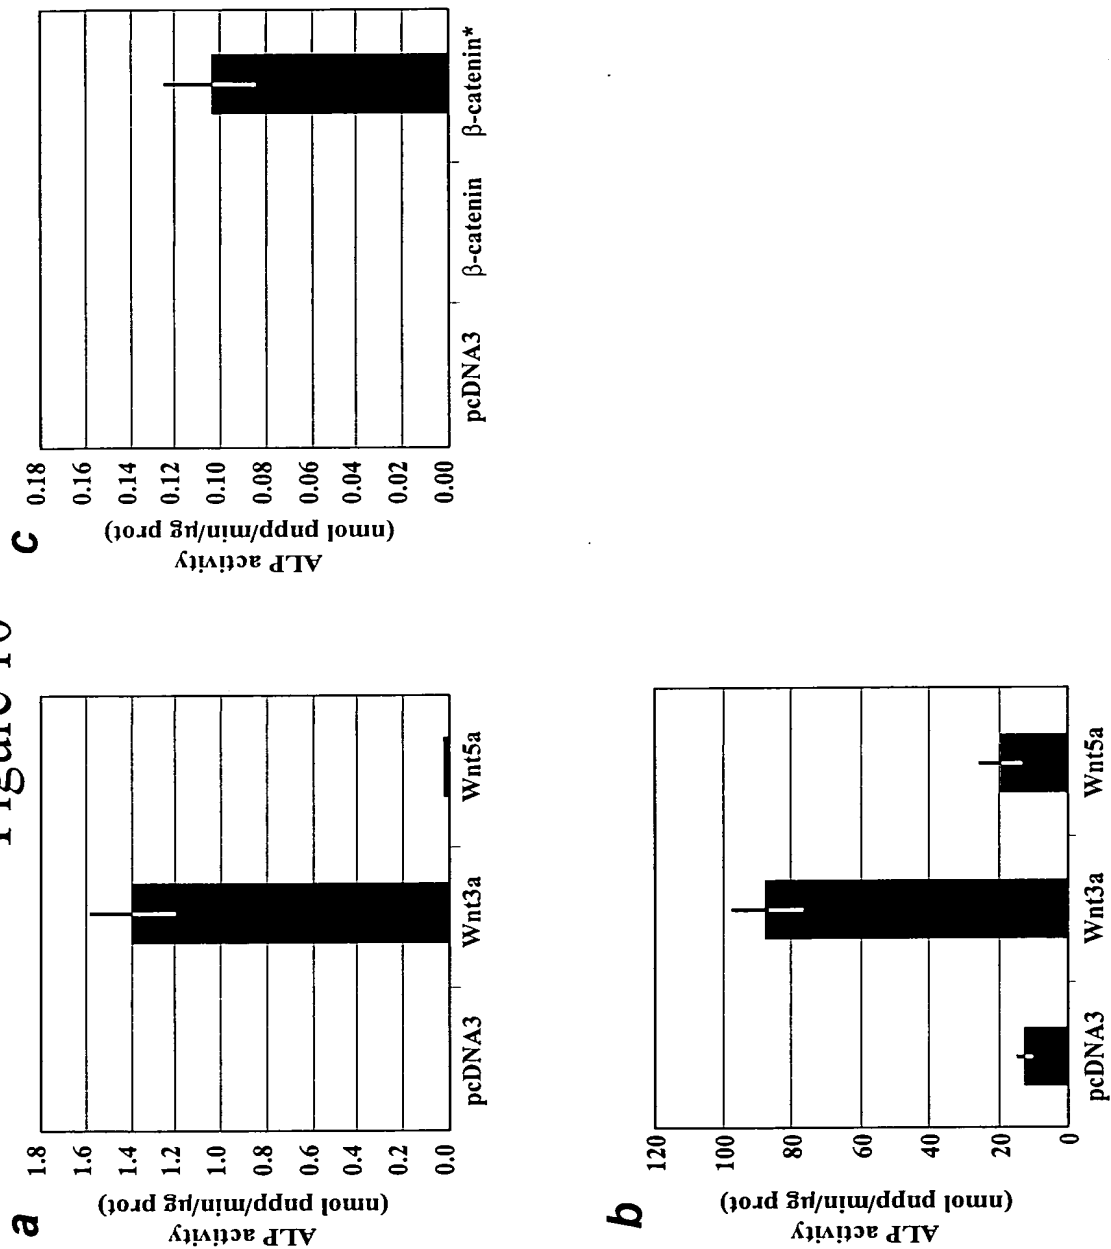 Figure 10
a
ALP activity
(nmol pnpp/min/µg prot)
1.8
1.6
1.4
1.2
1.0
0.8
0.6
0.4
0.2
0.0
pcDNA3
Wnt3a
Wnt5a
b
ALP activity
(nmol pnpp/min/µg prot)
120
100
80
60
40
20
0
pcDNA3
Wnt3a
Wnt5a
c
ALP activity
(nmol pnpp/min/µg prot)
0.18
0.16
0.14
0.12
0.10
0.08
0.06
0.04
0.02
0.00
pcDNA3
β-catenin
β-catenin*